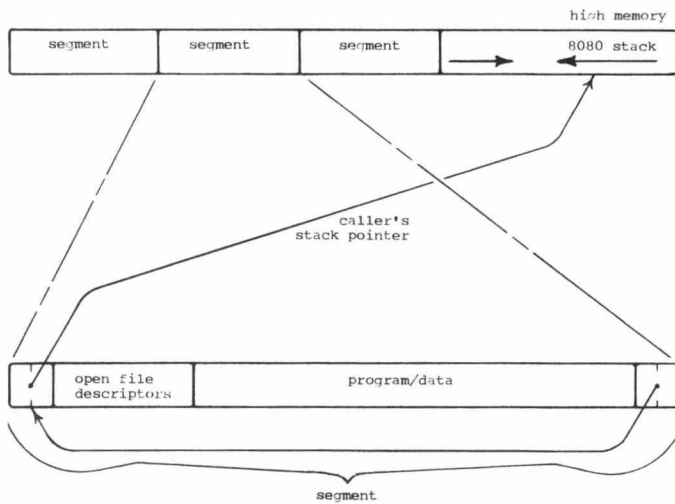 high memory
segment
segment
segment
8080 stack
caller's
stack pointer
open file
descriptors
program/data
segment